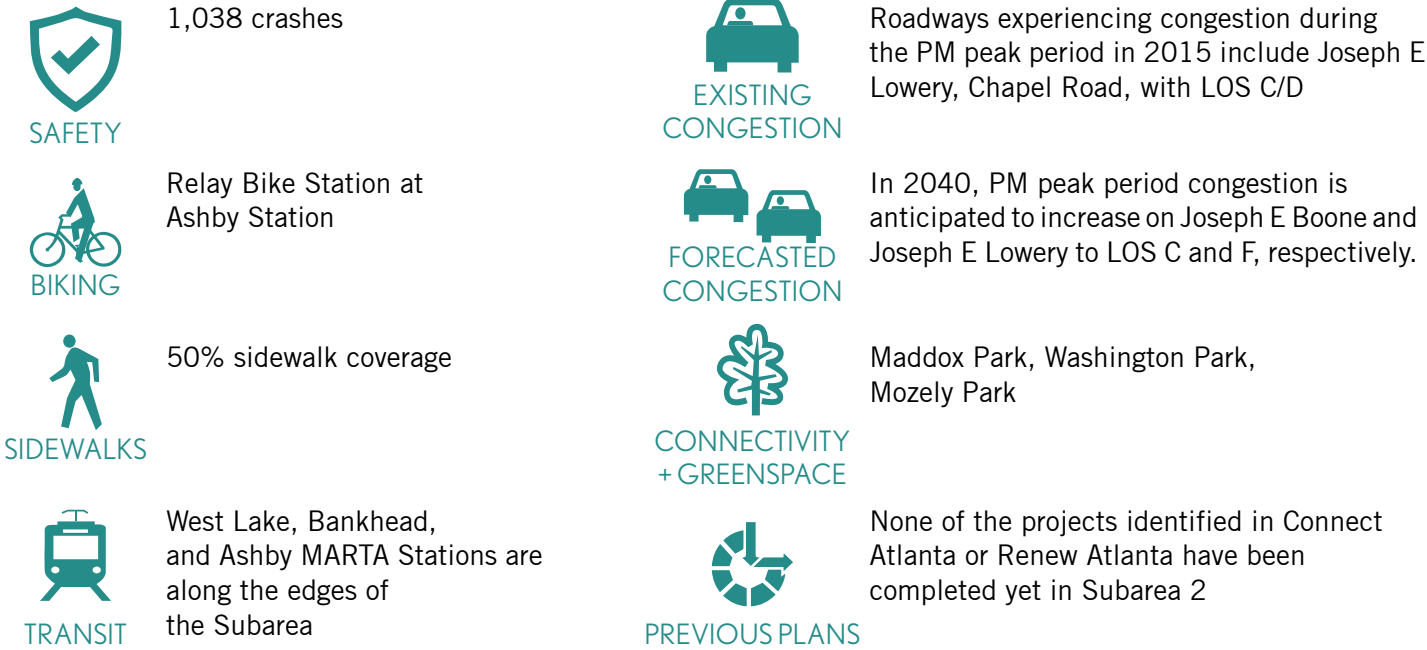 1,038 crashes
SAFETY
Relay Bike Station at
Ashby Station
BIKING
50% sidewalk coverage
SIDEWALKS
West Lake, Bankhead,
and Ashby MARTA Stations are
along the edges of
the Subarea
TRANSIT
Roadways experiencing congestion during
the PM peak period in 2015 include Joseph E
Lowery, Chapel Road, with LOS C/D
EXISTING
CONGESTION
In 2040, PM peak period congestion is
anticipated to increase on Joseph E Boone and
Joseph E Lowery to LOS C and F, respectively.
FORECASTED
CONGESTION
Maddox Park, Washington Park,
Mozely Park
CONNECTIVITY
+ GREENSPACE
None of the projects identified in Connect
Atlanta or Renew Atlanta have been
completed yet in Subarea 2
PREVIOUS PLANS